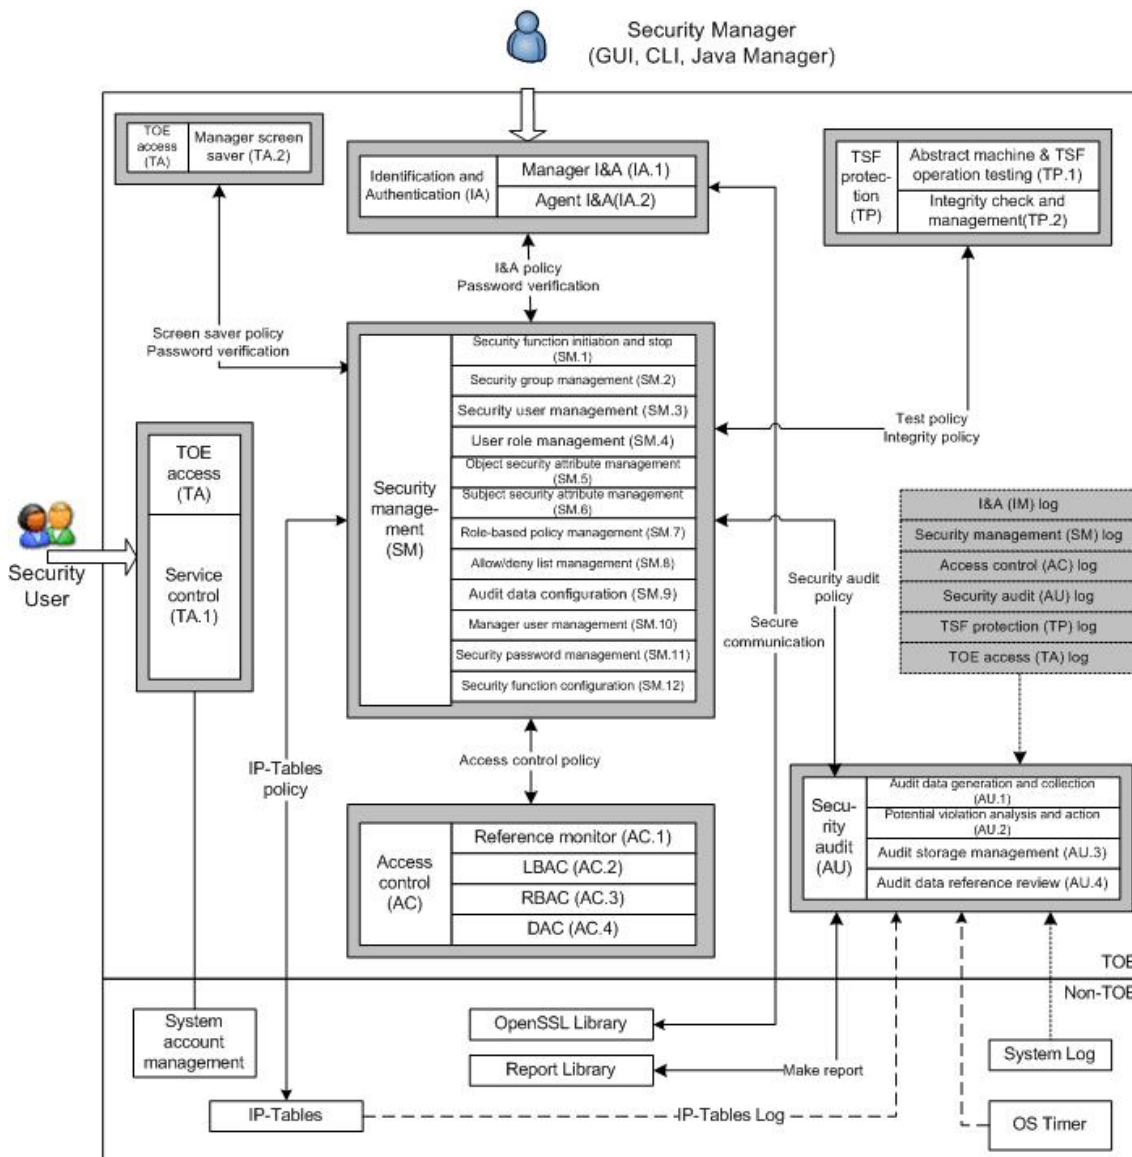 Security Manager
(GUI, CLI, Java Manager)
TOE
access
(TA)
Manager screen
saver (TA.2)
Identification and
Authentication (IA)
Manager I&A (IA.1)
Agent I&A(IA.2)
TSF
protec-
tion
(TP)
Abstract machine & TSF
operation testing (TP.1)
Integrity check and
management(TP.2)
I&A policy
Password verification
Screen saver policy
Password verification
Test policy
Integrity policy
Security
manage-
ment
(SM)
Security function initiation and stop
(SM.1)
Security group management (SM.2)
Security user management (SM.3)
User role management (SM.4)
Object security attribute management
(SM.5)
Subject security attribute management
(SM.6)
Role-based policy management (SM.7)
Allow/deny list management (SM.8)
Audit data configuration (SM.9)
Manager user management (SM.10)
Security password management (SM.11)
Security function configuration (SM.12)
TOE
access
(TA)
Service
control
(TA.1)
Security
User
I&A (IM) log
Security management (SM) log
Access control (AC) log
Security audit (AU) log
TSF protection (TP) log
TOE access (TA) log
Security audit
policy
Secure
communication
IP-Tables
policy
Access control policy
Access
control
(AC)
Reference monitor (AC.1)
LBAC (AC.2)
RBAC (AC.3)
DAC (AC.4)
Secu-
rity
audit
(AU)
Audit data generation and collection
(AU.1)
Potential violation analysis and action
(AU.2)
Audit storage management (AU.3)
Audit data reference review (AU.4)
TOE
Non-TOE
System
account
management
OpenSSL Library
Report Library
Make report
System Log
IP-Tables
IP-Tables Log
OS Timer